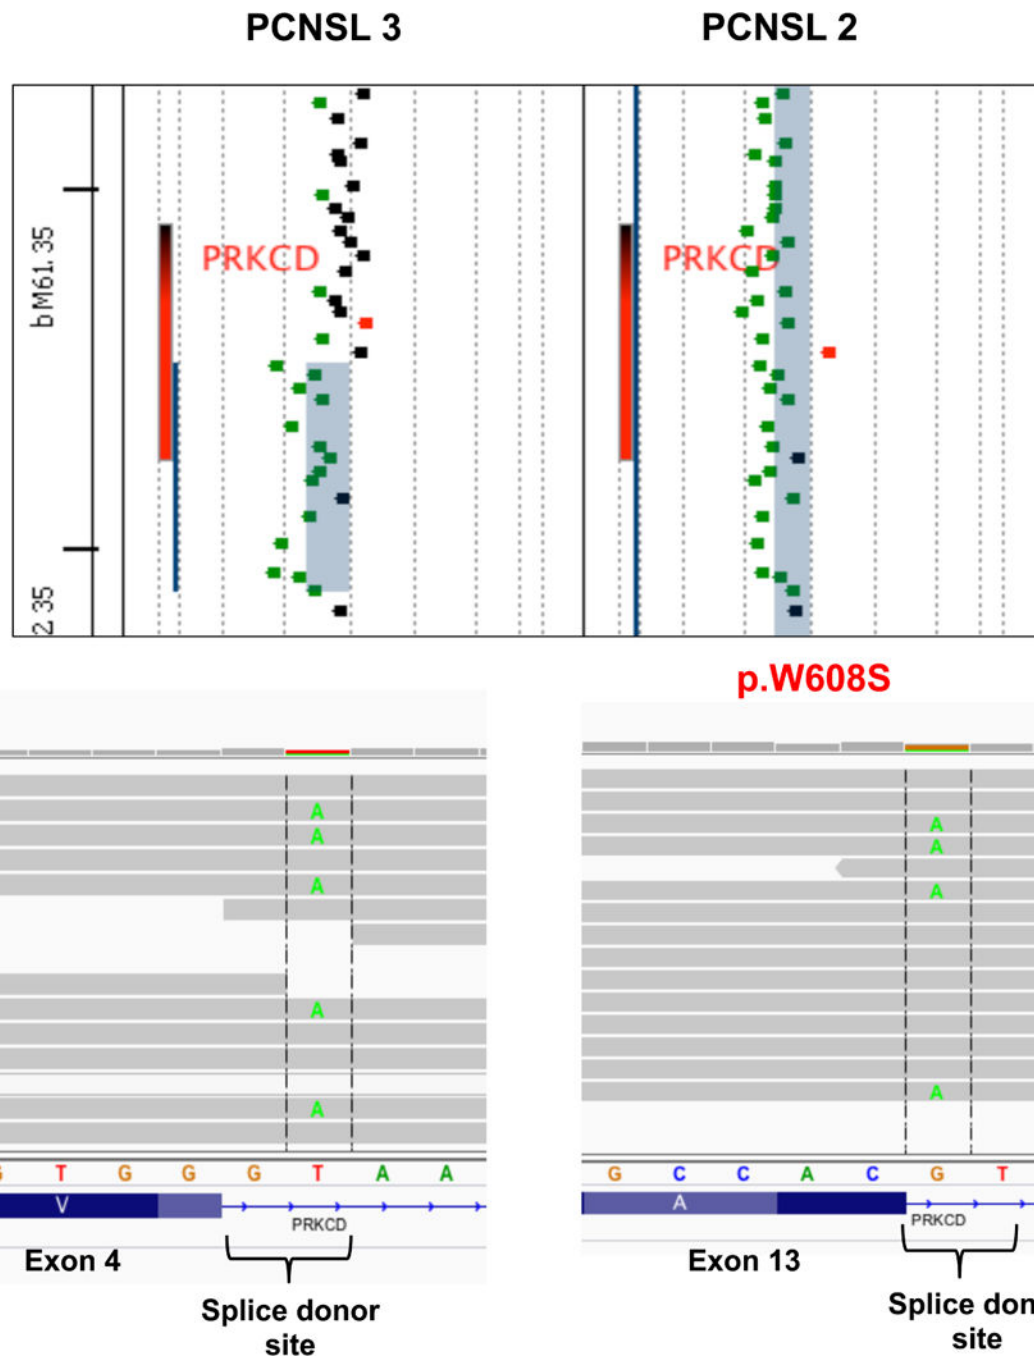 PCNSL 3
PCNSL 2
bM61.35
2.35
PRKCD
PRKCD
p.W608S
A
A
A
A
A
A
A
A
A
T G G G T A A
G C C A C G T
V
A
PRKCD
PRKCD
Exon 4
Exon 13
Splice donor
site
Splice don
site